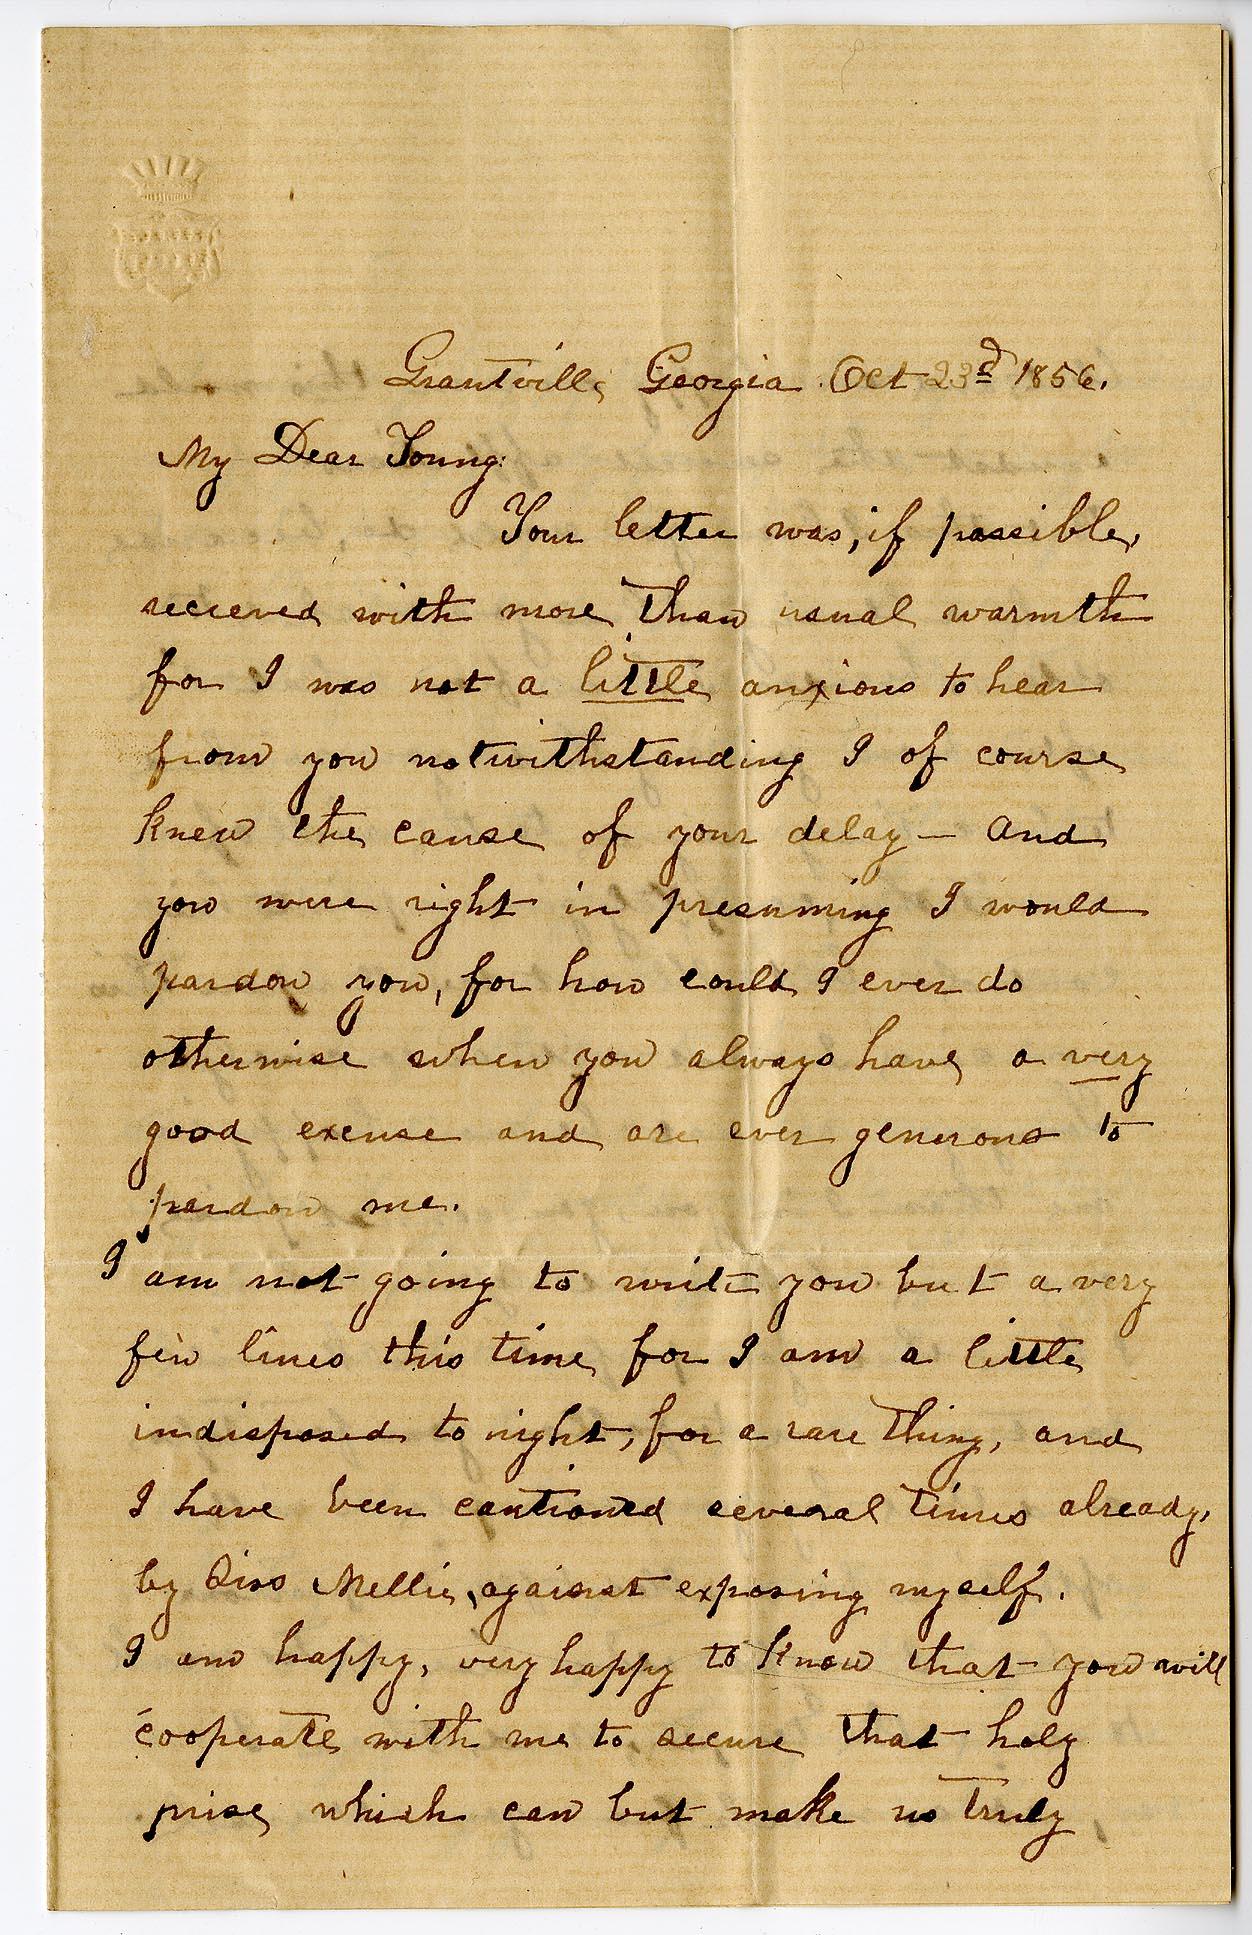 Grantville Georgia Oct 23d 1856.
My Dear Young:
Your letter was, if possible,
recieved with more than usual warmth
for I was not a little anxious to hear
from you notwithstanding I of course
knew the cause of your delay — and
you were right in presuming I would
pardon you, for how could I ever do
otherwise when you always have a very
good excuse and are ever generous to
pardon me.
I am not going to write you but a very
few lines this time for I am a little
indisposed to night, for a rare thing, and
I have been cautioned several times already,
by Miss Mellie, against exposing myself.
I am happy, very happy to know that you will
cooperate with me to secure that holy
prise which can but make us truly